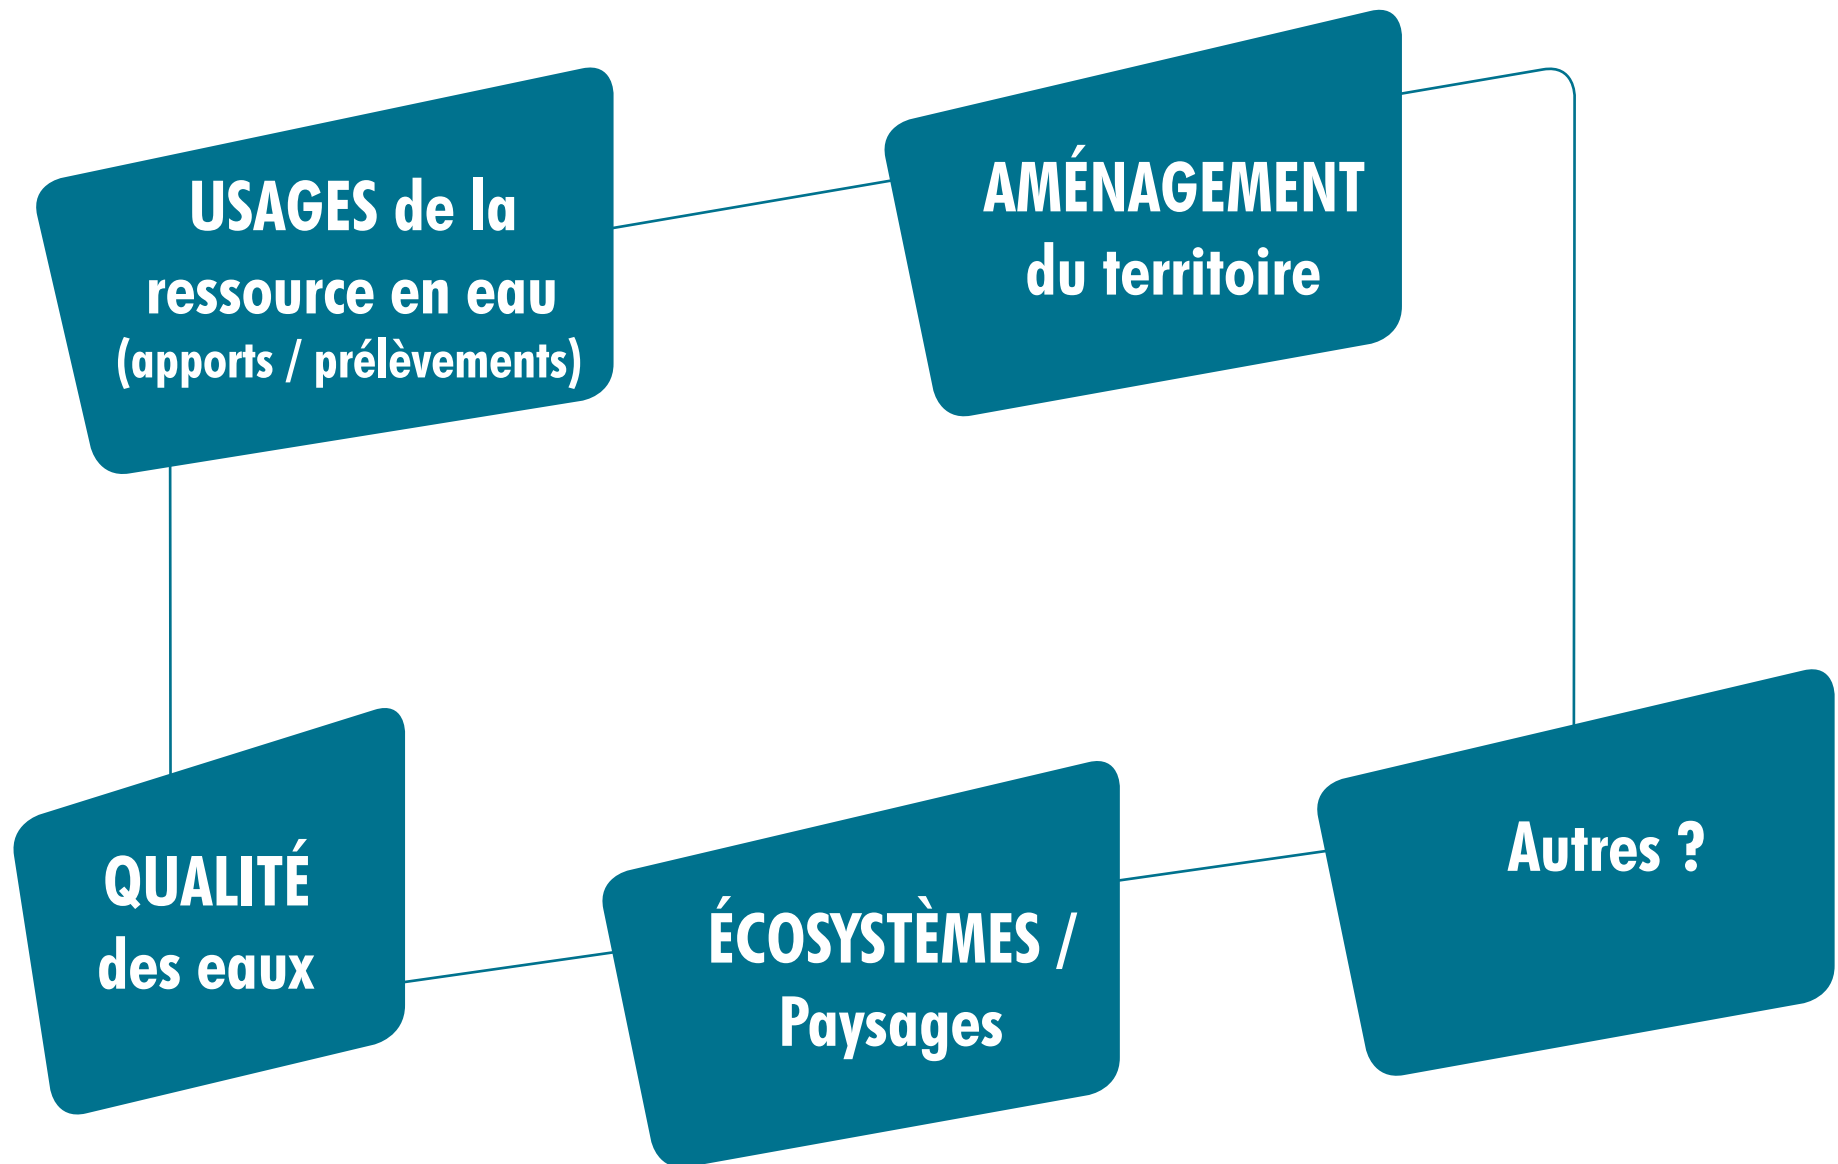 USAGES de la
ressource en eau
(apports / prélèvements)
AMÉNAGEMENT
du territoire
QUALITÉ
des eaux
ÉCOSYSTÈMES /
Paysages
Autres ?